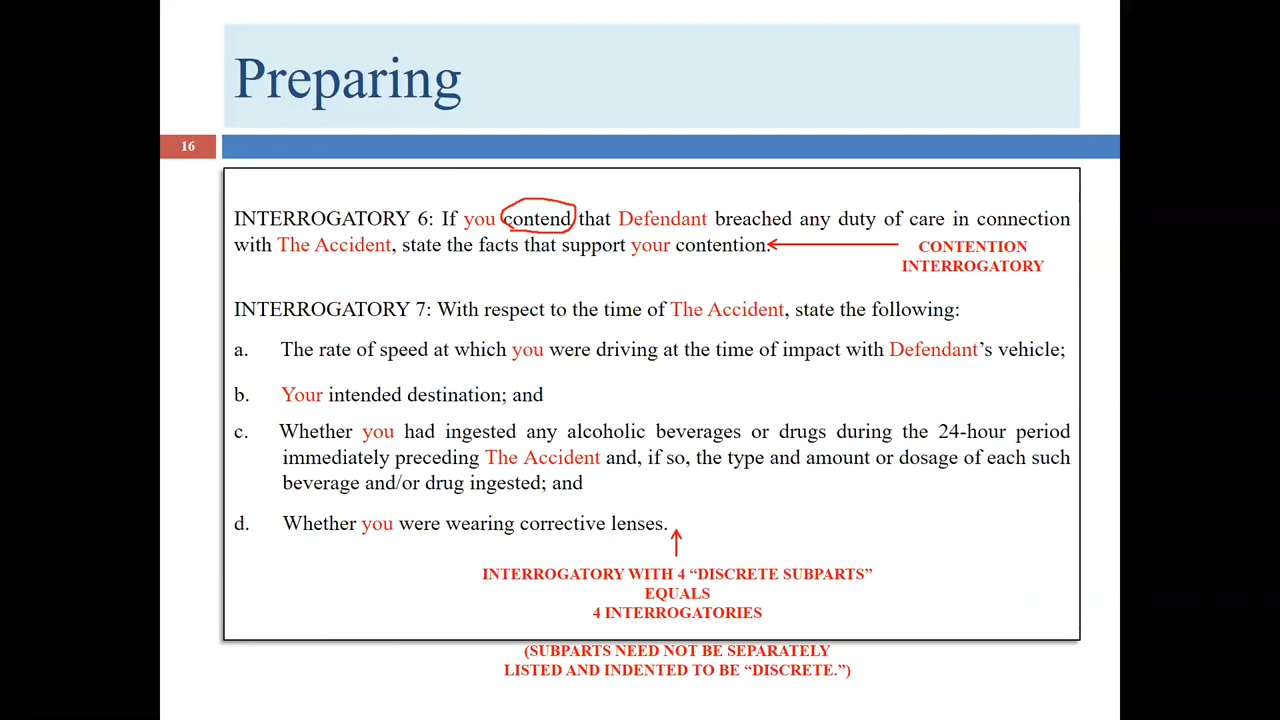 Preparing
16
INTERROGATORY 6: If you contend that Defendant breached any duty of care in connection
with The Accident, state the facts that support your contention.
CONTENTION
INTERROGATORY
INTERROGATORY 7: With respect to the time of The Accident, state the following:
a. The rate of speed at which you were driving at the time of impact with Defendant’s vehicle;
b. Your intended destination; and
c. Whether you had ingested any alcoholic beverages or drugs during the 24-hour period
immediately preceding The Accident and, if so, the type and amount or dosage of each such
beverage and/or drug ingested; and
d. Whether you were wearing corrective lenses.
INTERROGATORY WITH 4 “DISCRETE SUBPARTS”
EQUALS
4 INTERROGATORIES
(SUBPARTS NEED NOT BE SEPARATELY
LISTED AND INDENTED TO BE “DISCRETE.”)